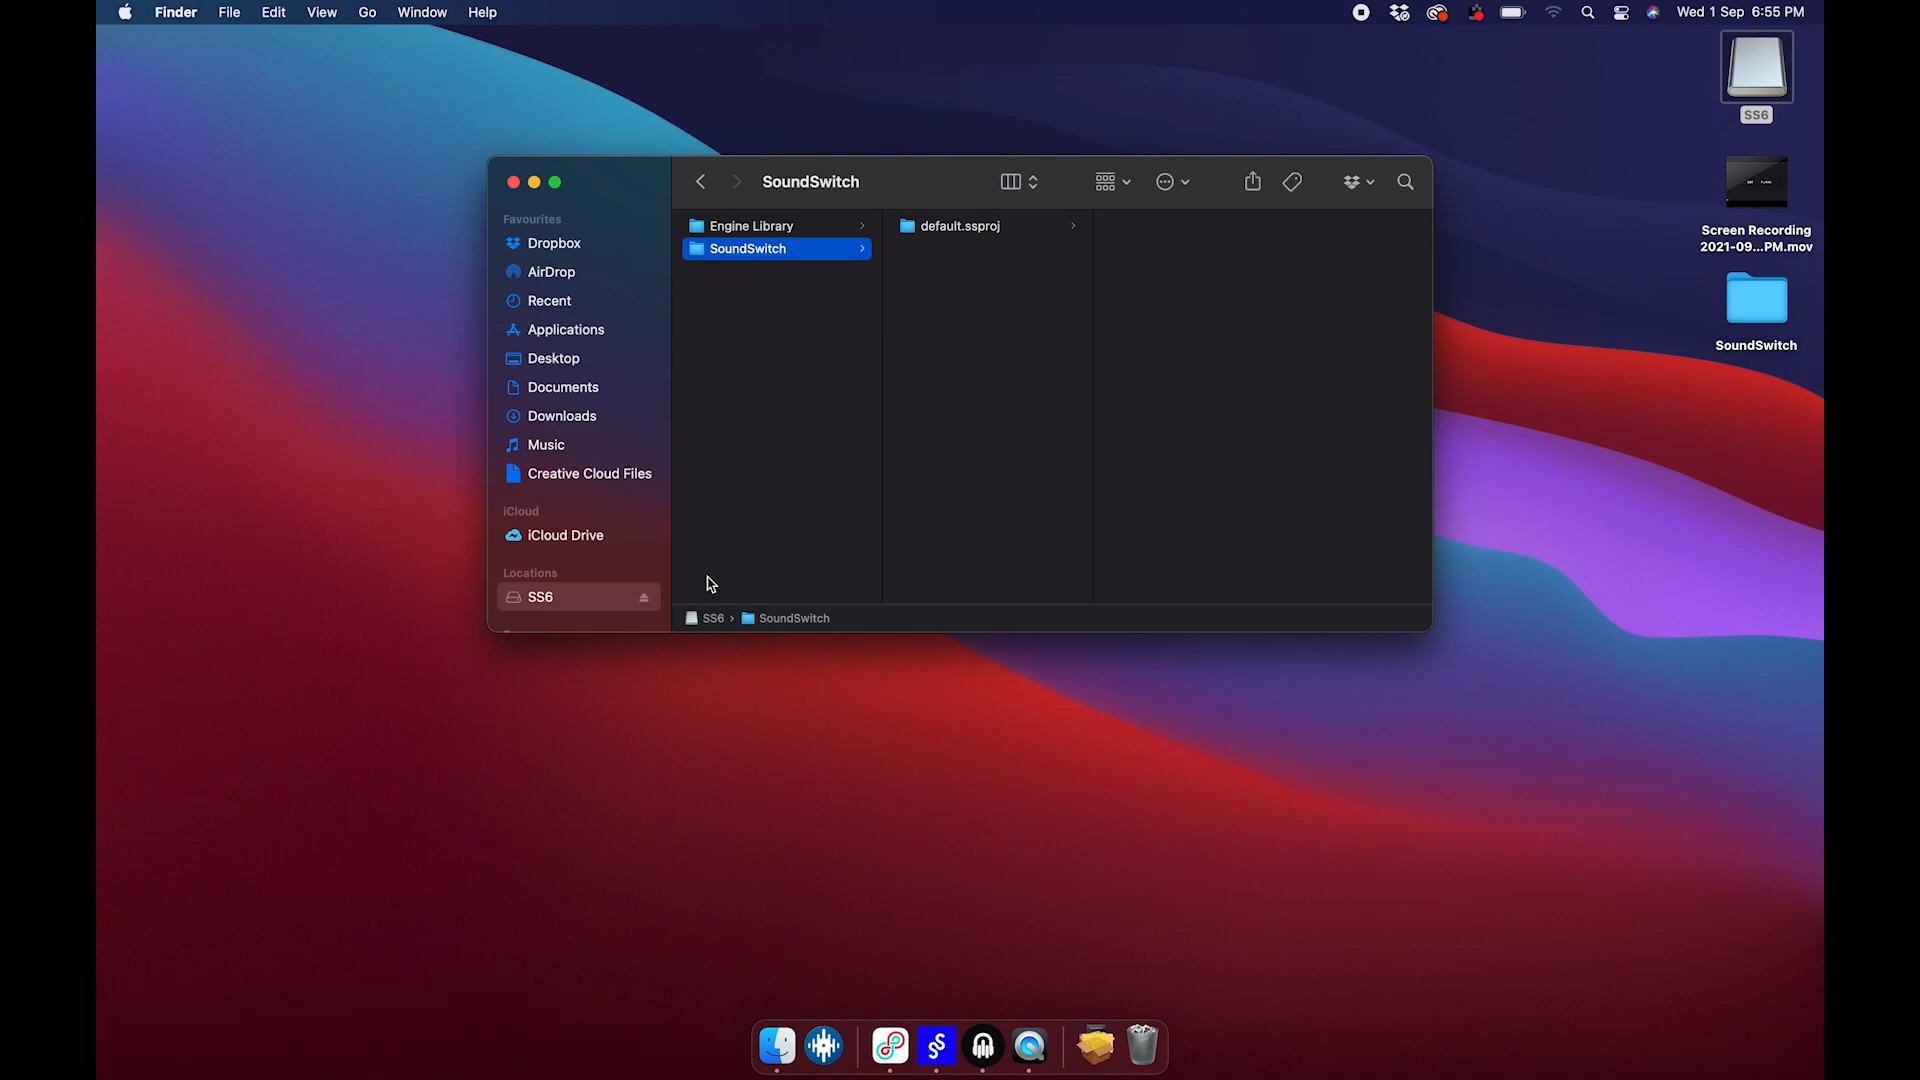 Finder File Edit View Go Window Help
Wed 1 Sep 6:55 PM
SS6
Screen Recording
2021-09...PM.mov
SoundSwitch
SoundSwitch
Favourites
Dropbox
AirDrop
Recent
Applications
Desktop
Documents
Downloads
Music
Creative Cloud Files
iCloud
iCloud Drive
Locations
SS6
Engine Library
SoundSwitch
default.ssproj
SS6 › SoundSwitch